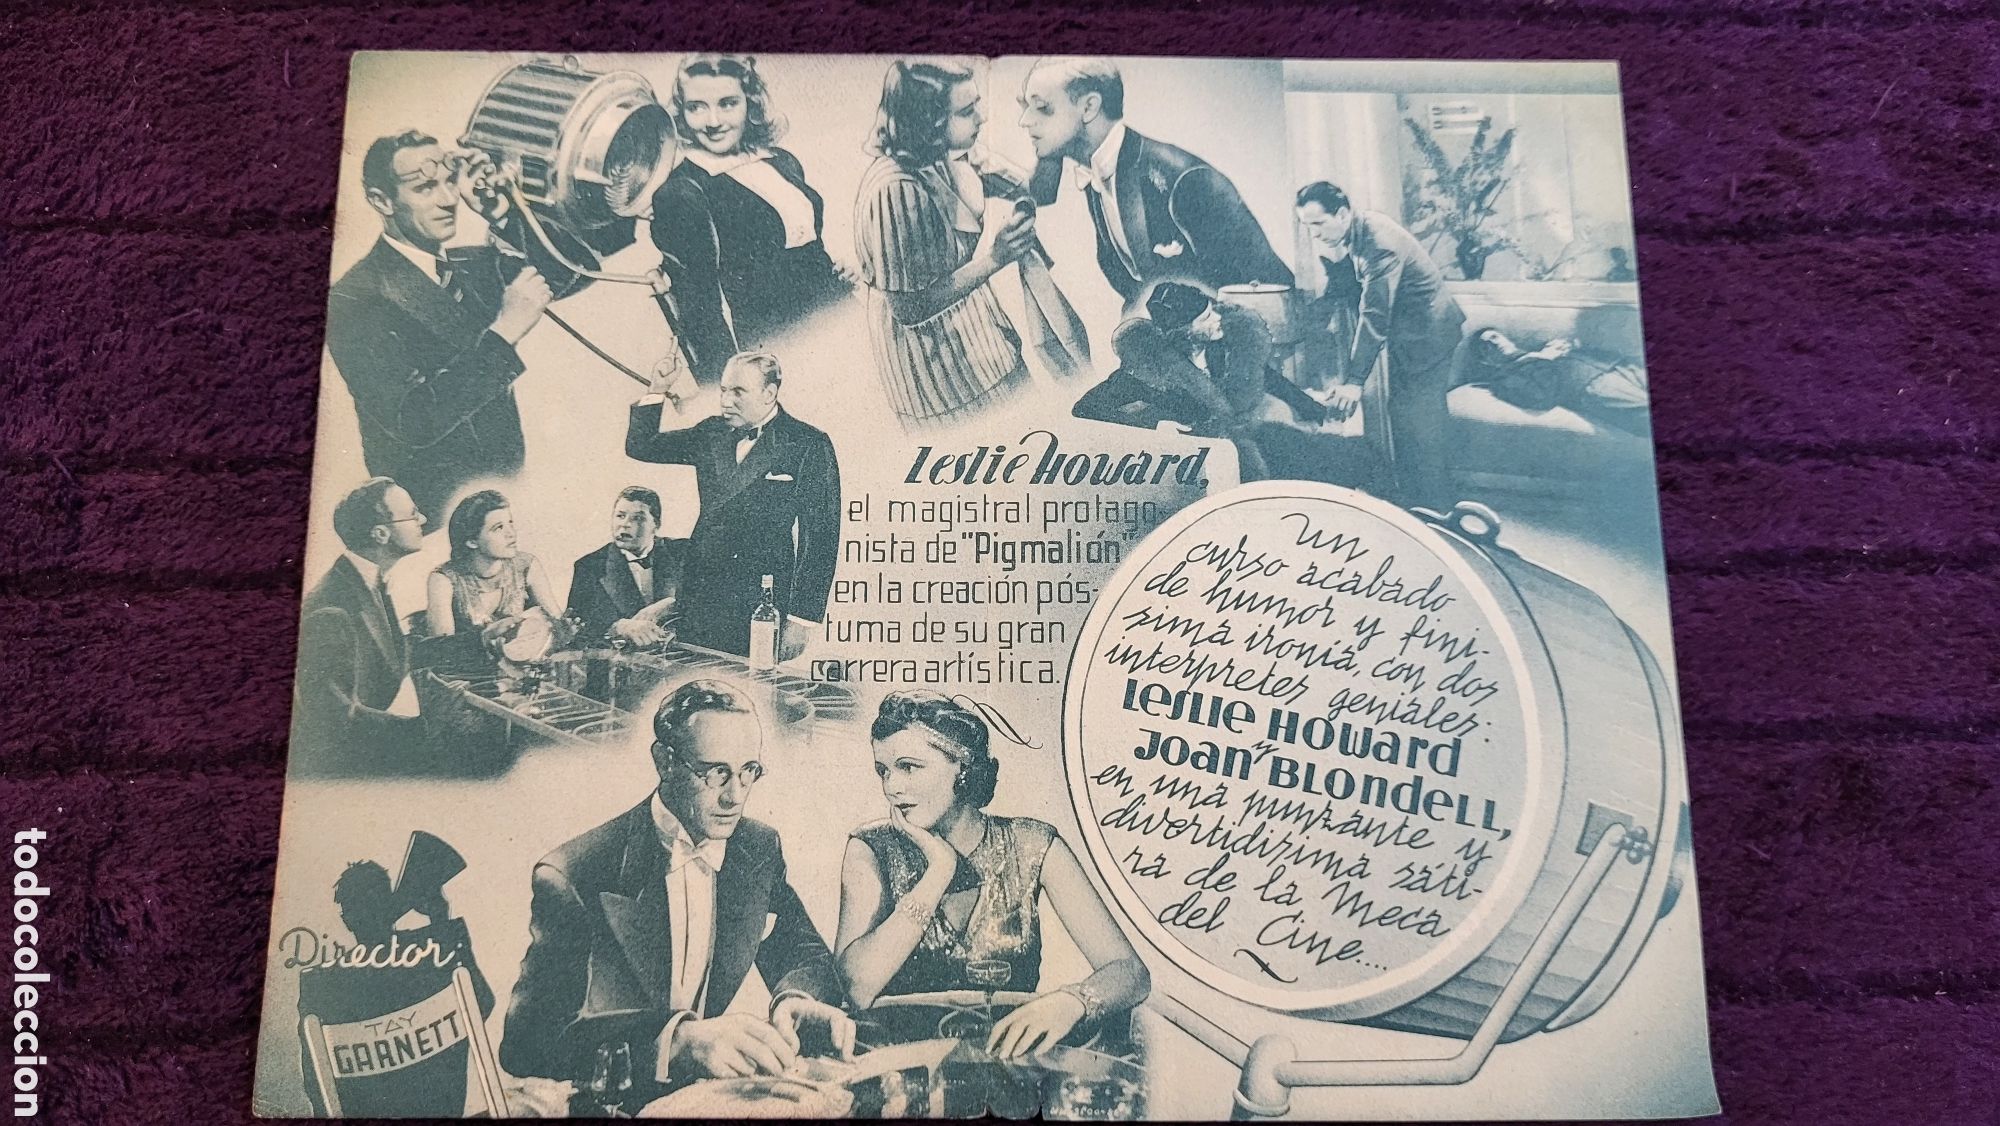 Leslie Howard,
el magistral protago-
nista de "Pigmalión"
en la creación pós-
tuma de su gran
carrera artística.
Un
curso acabado
de humor y fini-
sima ironía, con dos
interpretes geniales:
Leslie Howard
y
Joan Blondell,
en una punzante y
divertidisima sáti-
ra de la Meca
del Cine....
Director:
TAY
GARNETT
todocoleccion